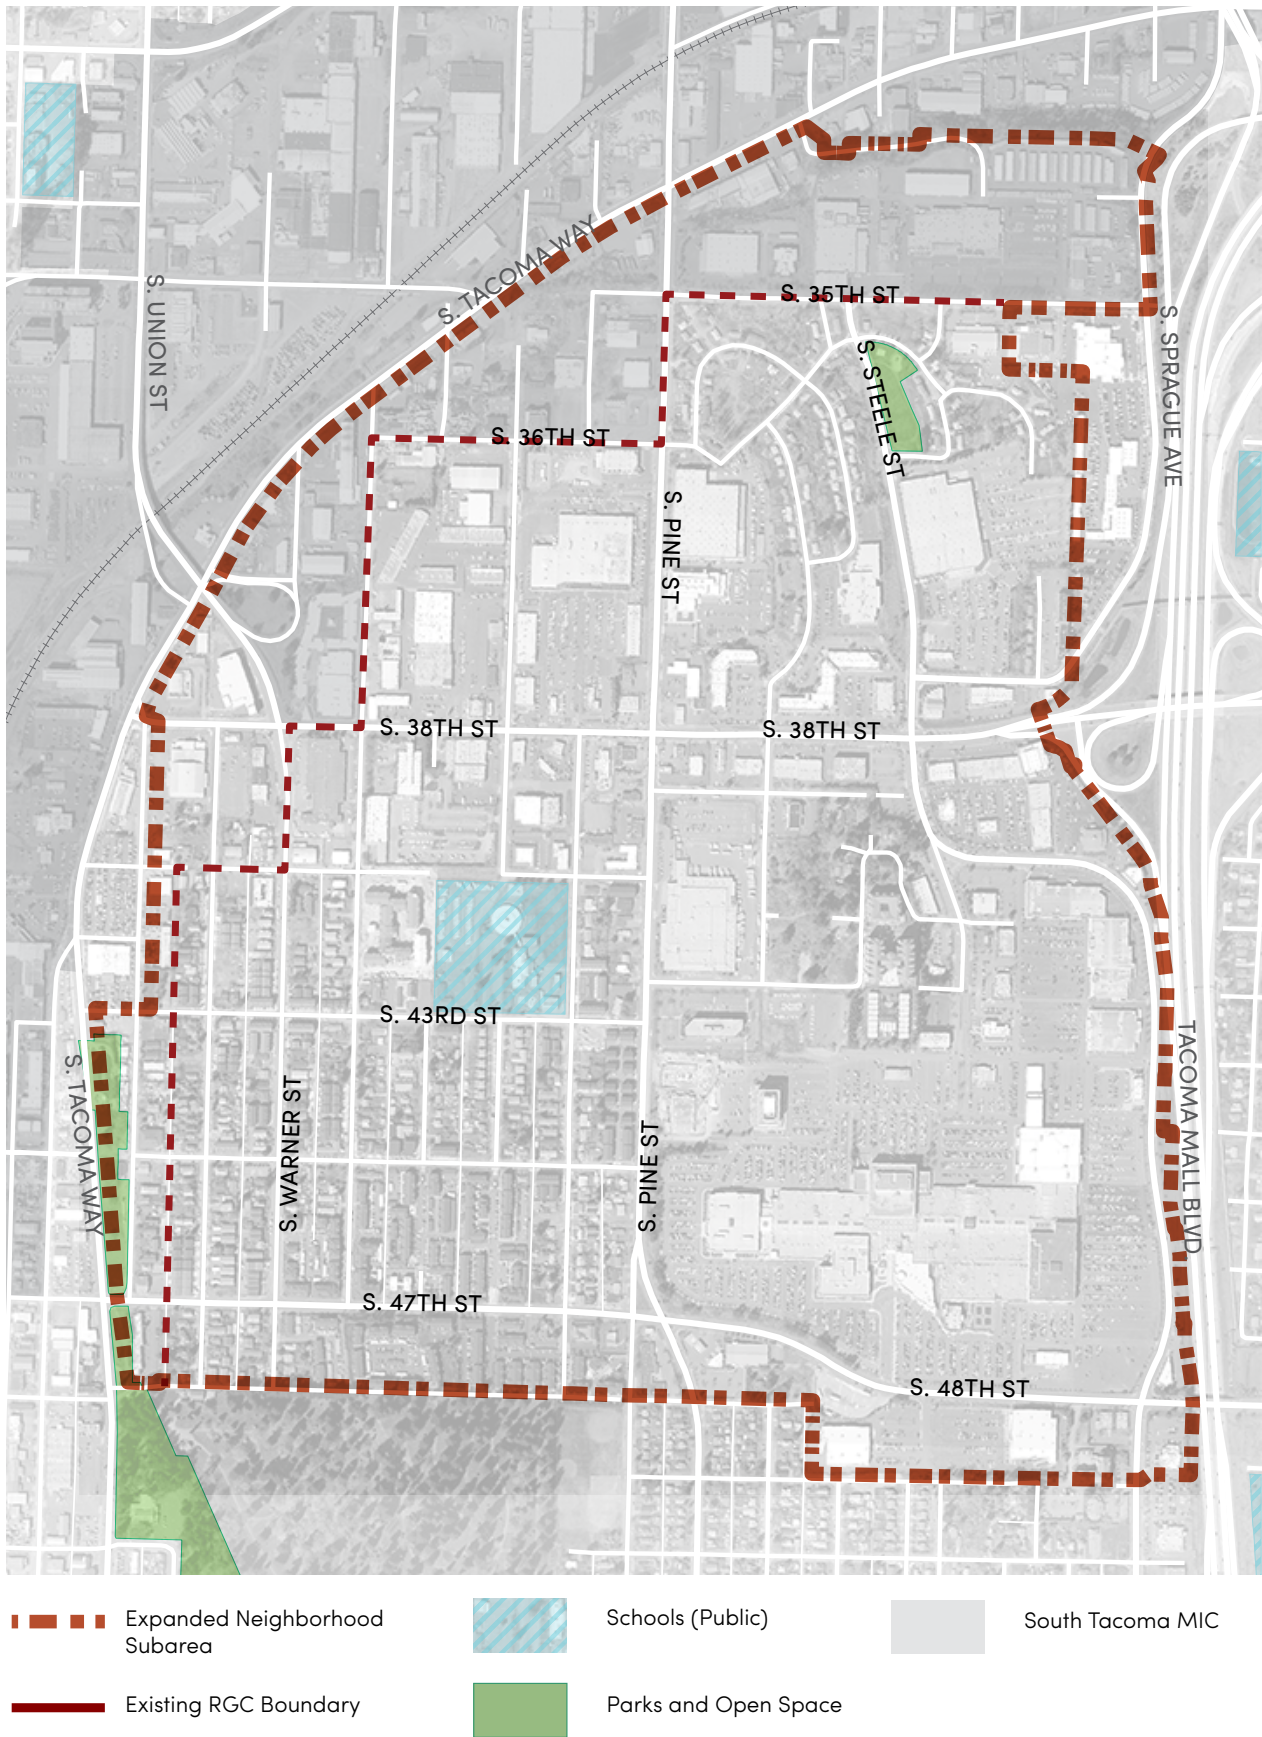 S. TACOMA WAY
S. UNION ST
S. 35TH ST
S. SPRAGUE AVE
S. STEELE ST
S. 36TH ST
S. PINE ST
S. 38TH ST
S. 38TH ST
S. 43RD ST
S. TACOMA WAY
S. WARNER ST
S. PINE ST
TACOMA MALL BLVD
S. 47TH ST
S. 48TH ST
Expanded Neighborhood
Subarea
Schools (Public)
South Tacoma MIC
Existing RGC Boundary
Parks and Open Space